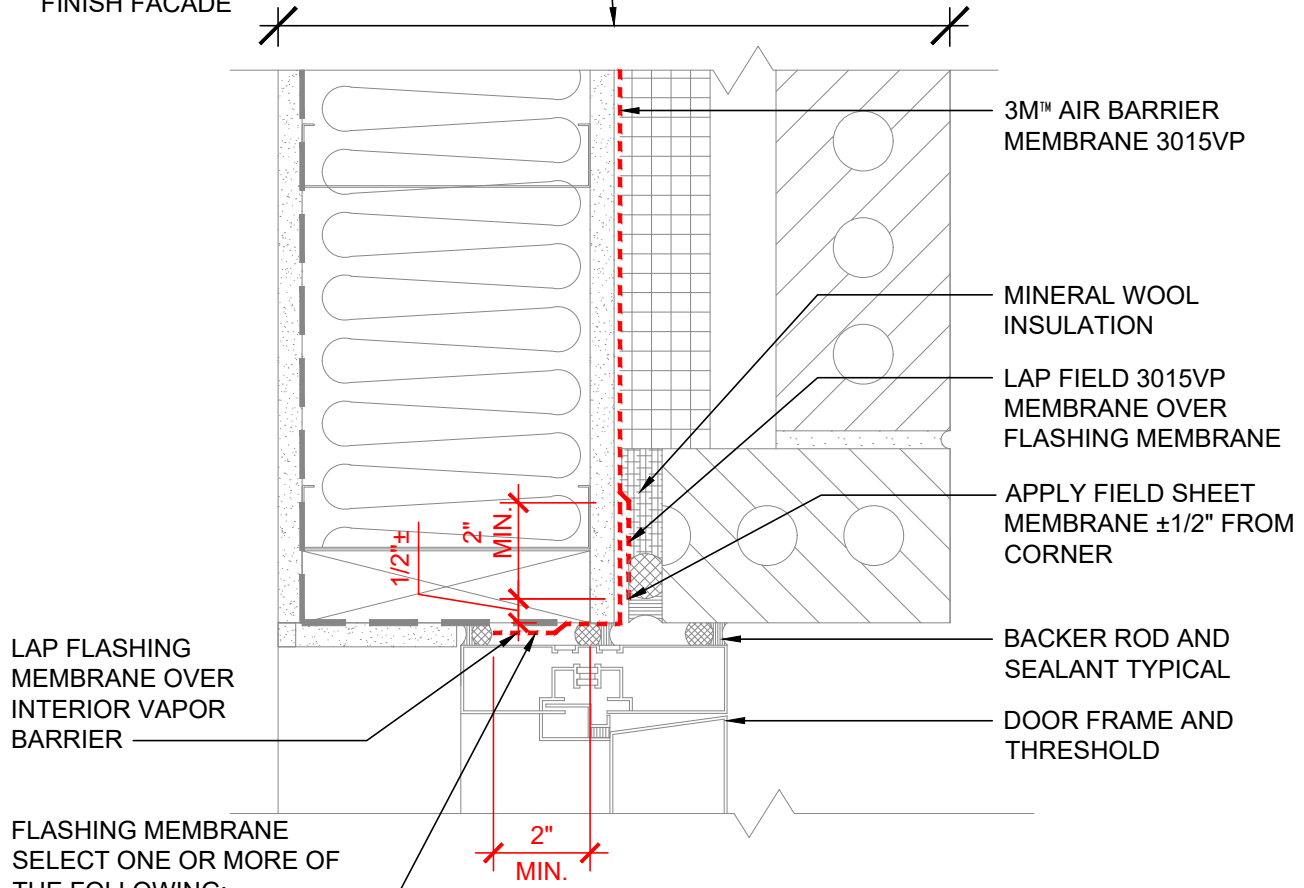 FINISH FACADE
3M™ AIR BARRIER
MEMBRANE 3015VP
MINERAL WOOL
INSULATION
LAP FIELD 3015VP
MEMBRANE OVER
FLASHING MEMBRANE
APPLY FIELD SHEET
MEMBRANE ±1/2" FROM
CORNER
1/2"±
2"
MIN.
BACKER ROD AND
SEALANT TYPICAL
LAP FLASHING
MEMBRANE OVER
INTERIOR VAPOR
BARRIER
DOOR FRAME AND
THRESHOLD
FLASHING MEMBRANE
SELECT ONE OR MORE OF
THE FOLLOWING:
2"
MIN.